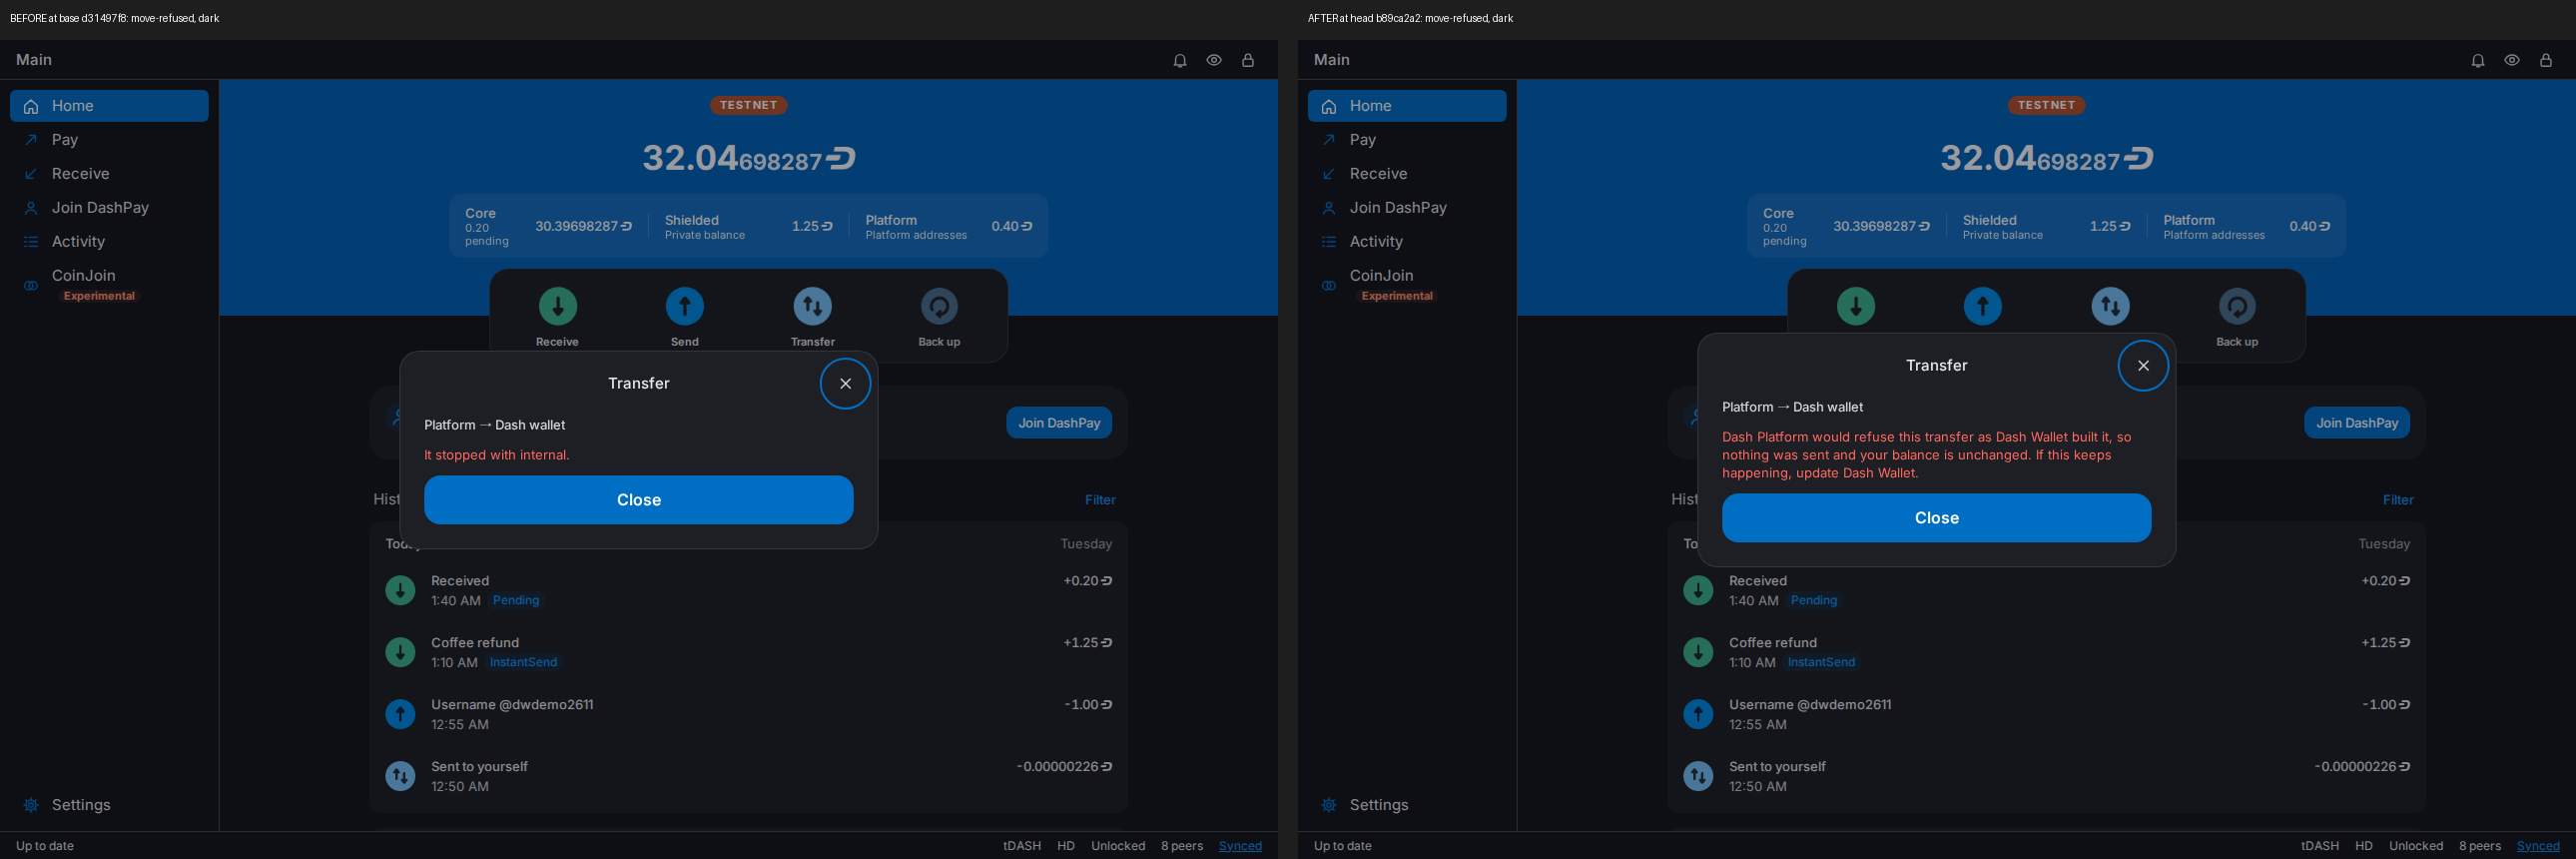 BEFORE at base d31497f8: move-refused, dark
Main
Home
Pay
Receive
Join DashPay
Activity
CoinJoin
Experimental
Settings
TESTNET
32.04698287
Core
0.20
pending
30.39698287
Shielded
Private balance
1.25
Platform
Platform addresses
0.40
Receive
Send
Transfer
Back up
Transfer
Platform → Dash wallet
It stopped with internal.
Close
Join DashPay
Hist
Filter
Today
Tuesday
Received
1:40 AM Pending
+0.20
Coffee refund
1:10 AM InstantSend
+1.25
Username @dwdemo2611
12:55 AM
-1.00
Sent to yourself
12:50 AM
-0.00000226
Up to date
tDASH HD Unlocked 8 peers Synced
AFTER at head b89ca2a2: move-refused, dark
Main
Home
Pay
Receive
Join DashPay
Activity
CoinJoin
Experimental
Settings
TESTNET
32.04698287
Core
0.20
pending
30.39698287
Shielded
Private balance
1.25
Platform
Platform addresses
0.40
Back up
Transfer
Platform → Dash wallet
Dash Platform would refuse this transfer as Dash Wallet built it, so
nothing was sent and your balance is unchanged. If this keeps
happening, update Dash Wallet.
Close
Join DashPay
Hist
Filter
To
Tuesday
Received
1:40 AM Pending
+0.20
Coffee refund
1:10 AM InstantSend
+1.25
Username @dwdemo2611
12:55 AM
-1.00
Sent to yourself
12:50 AM
-0.00000226
Up to date
tDASH HD Unlocked 8 peers Synced